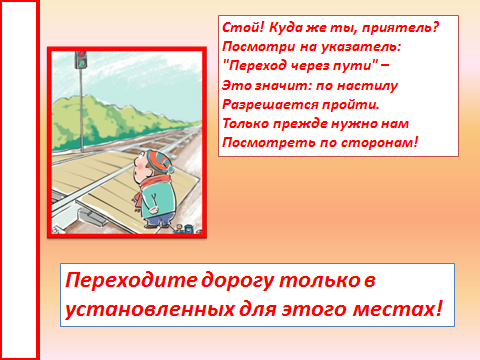 Стой! Куда же ты, приятель?
Посмотри на указатель:
"Переход через пути" –
Это значит: по настилу
Разрешается пройти.
Только прежде нужно нам
Посмотреть по сторонам!
Переходите дорогу только в
установленных для этого местах!